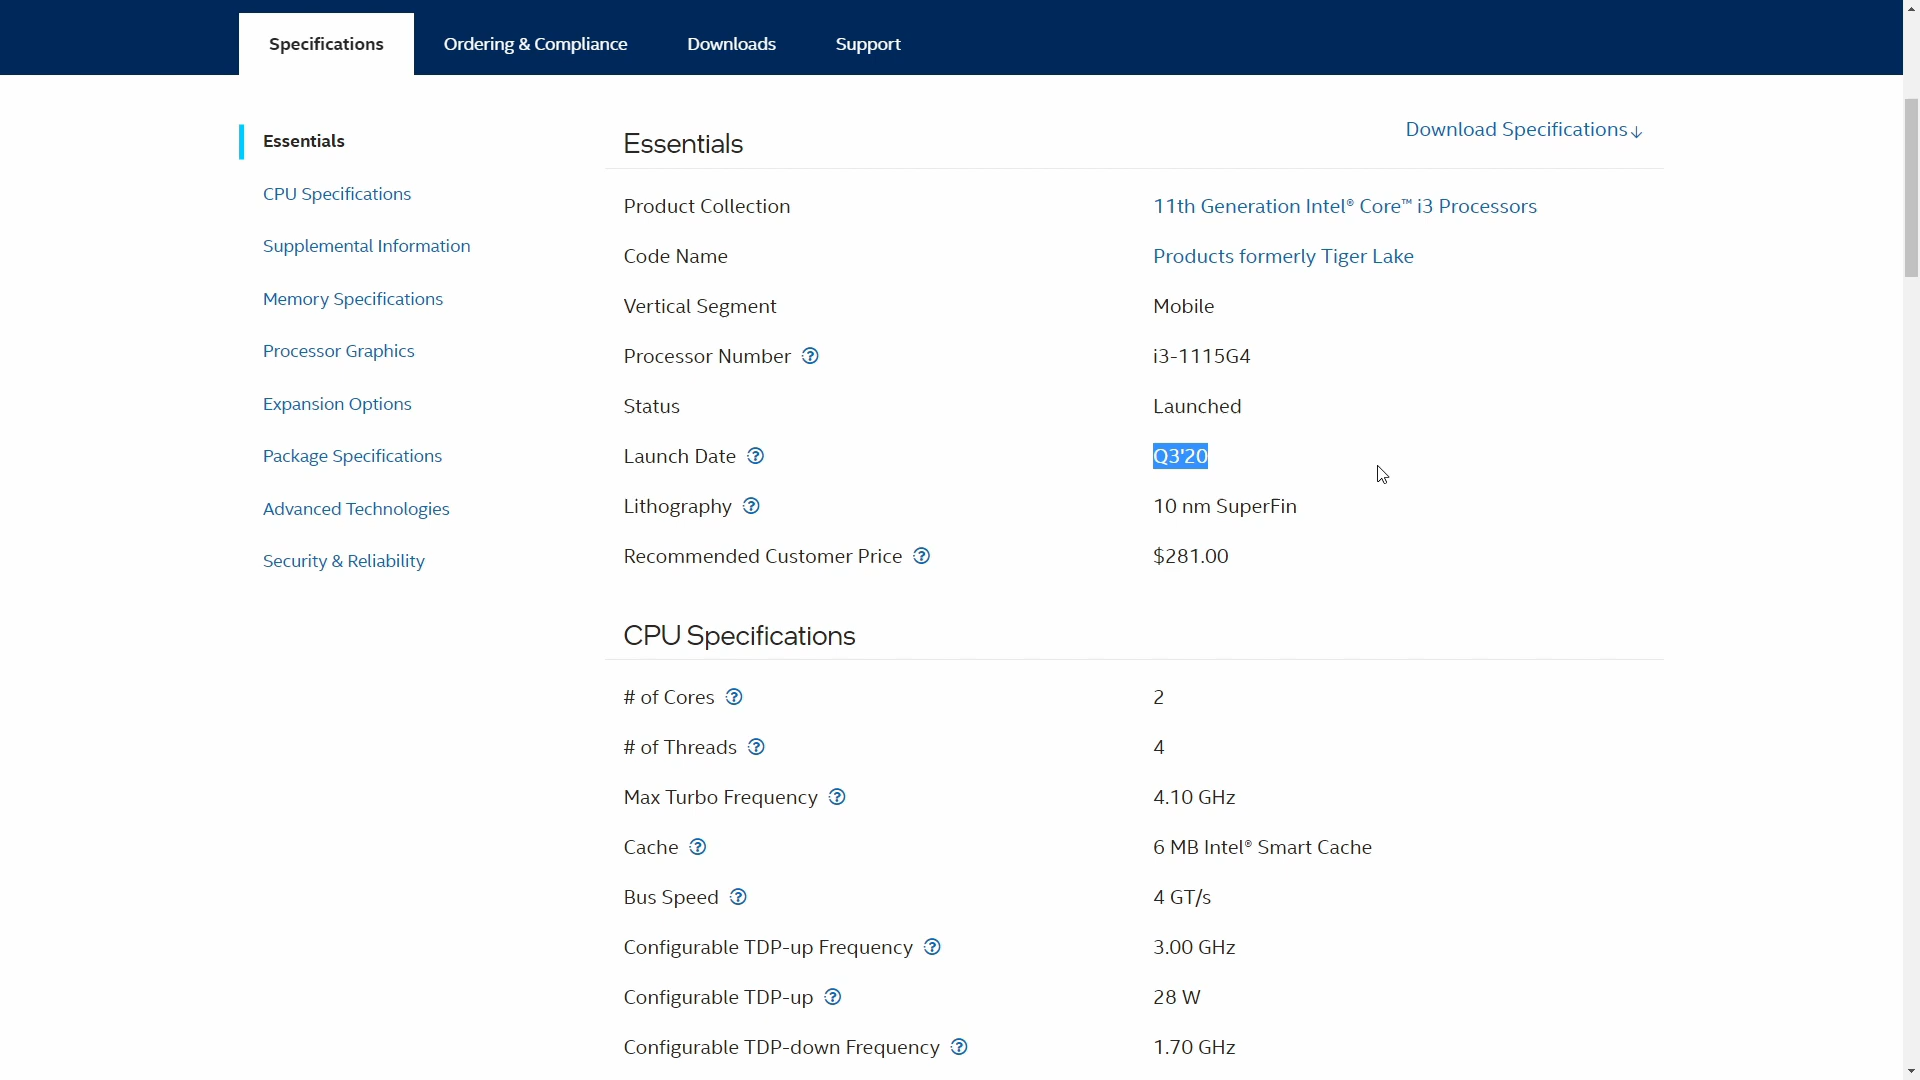 Specifications Ordering & Compliance Downloads Support
Essentials
CPU Specifications
Supplemental Information
Memory Specifications
Processor Graphics
Expansion Options
Package Specifications
Advanced Technologies
Security & Reliability
Essentials Download Specifications↓
Product Collection 11th Generation Intel® Core™ i3 Processors
Code Name Products formerly Tiger Lake
Vertical Segment Mobile
Processor Number ? i3-1115G4
Status Launched
Launch Date ? Q3'20
Lithography ? 10 nm SuperFin
Recommended Customer Price ? $281.00
CPU Specifications
# of Cores ? 2
# of Threads ? 4
Max Turbo Frequency ? 4.10 GHz
Cache ? 6 MB Intel® Smart Cache
Bus Speed ? 4 GT/s
Configurable TDP-up Frequency ? 3.00 GHz
Configurable TDP-up ? 28 W
Configurable TDP-down Frequency ? 1.70 GHz